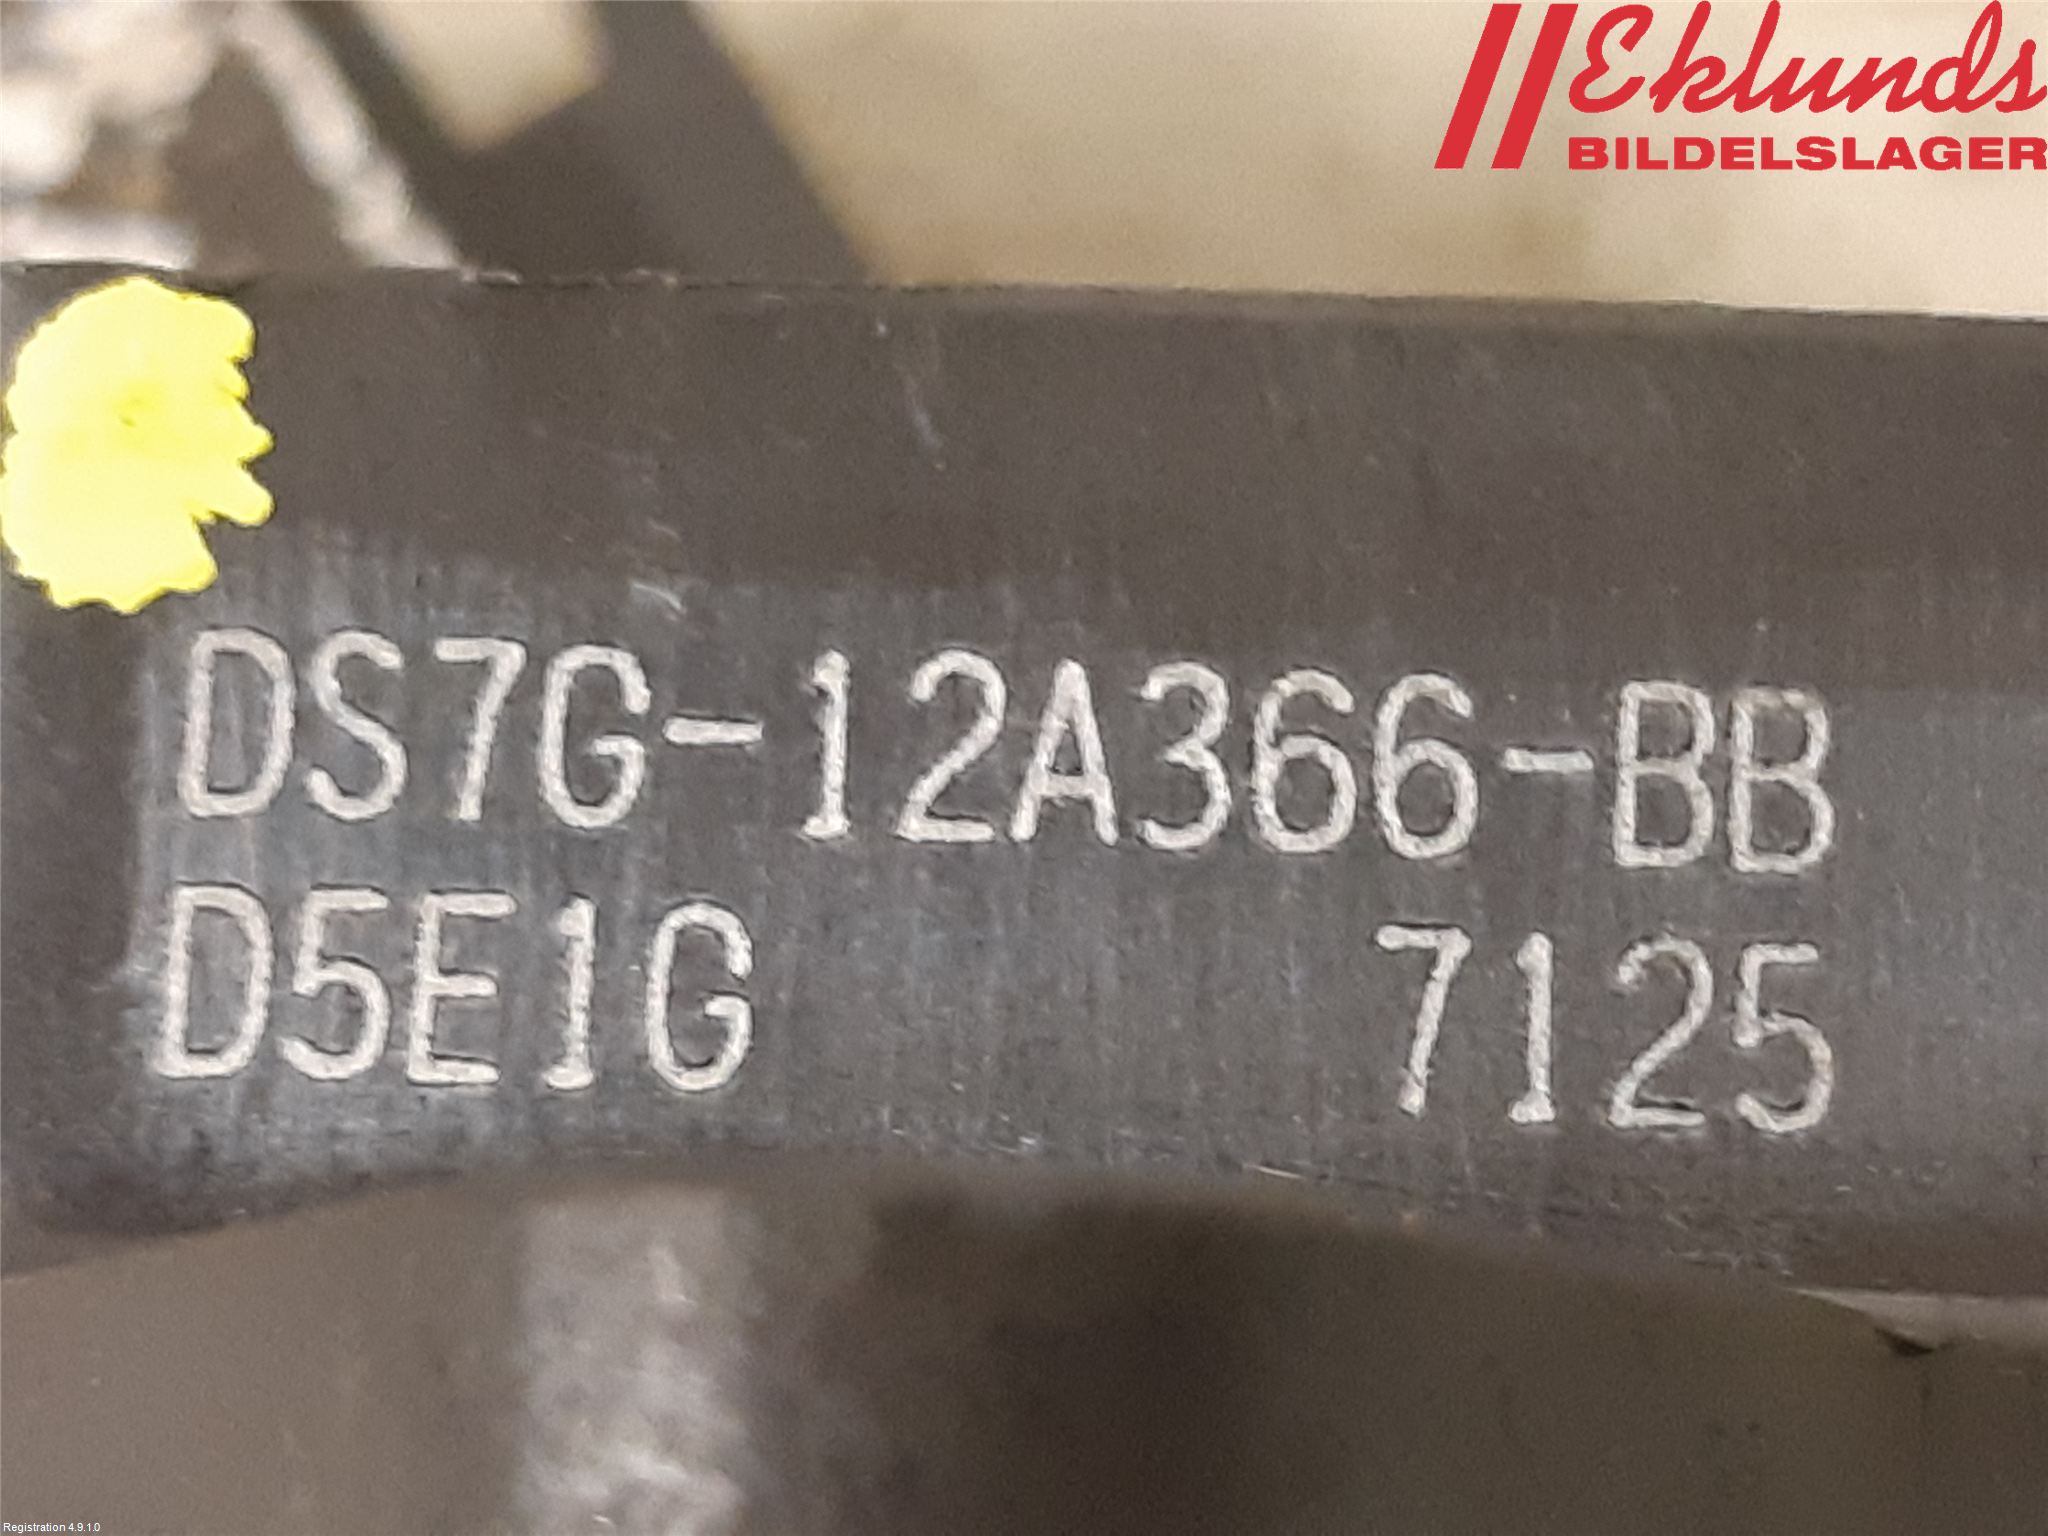 Eklunds
BILDELSLAGER
DS7G-12A366-BB
D5E1G 7125
Registration 4.9.1.0